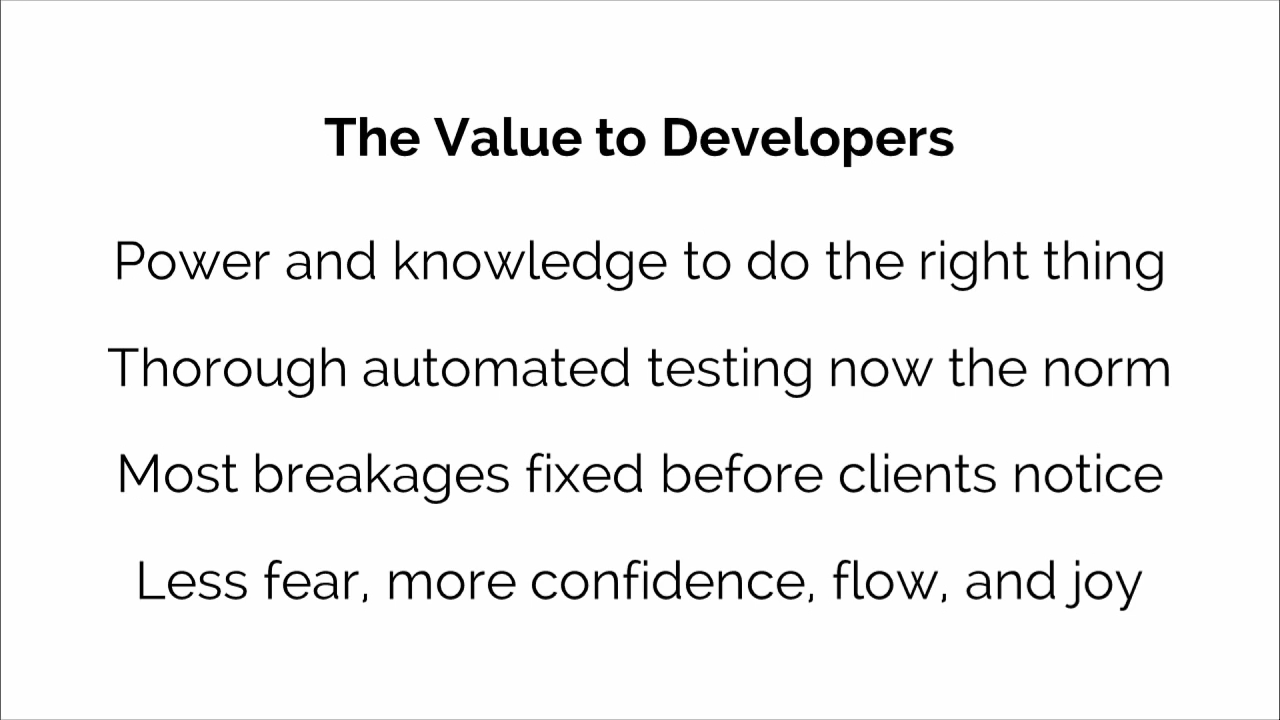 The Value to Developers
Power and knowledge to do the right thing
Thorough automated testing now the norm
Most breakages fixed before clients notice
Less fear, more confidence, flow, and joy